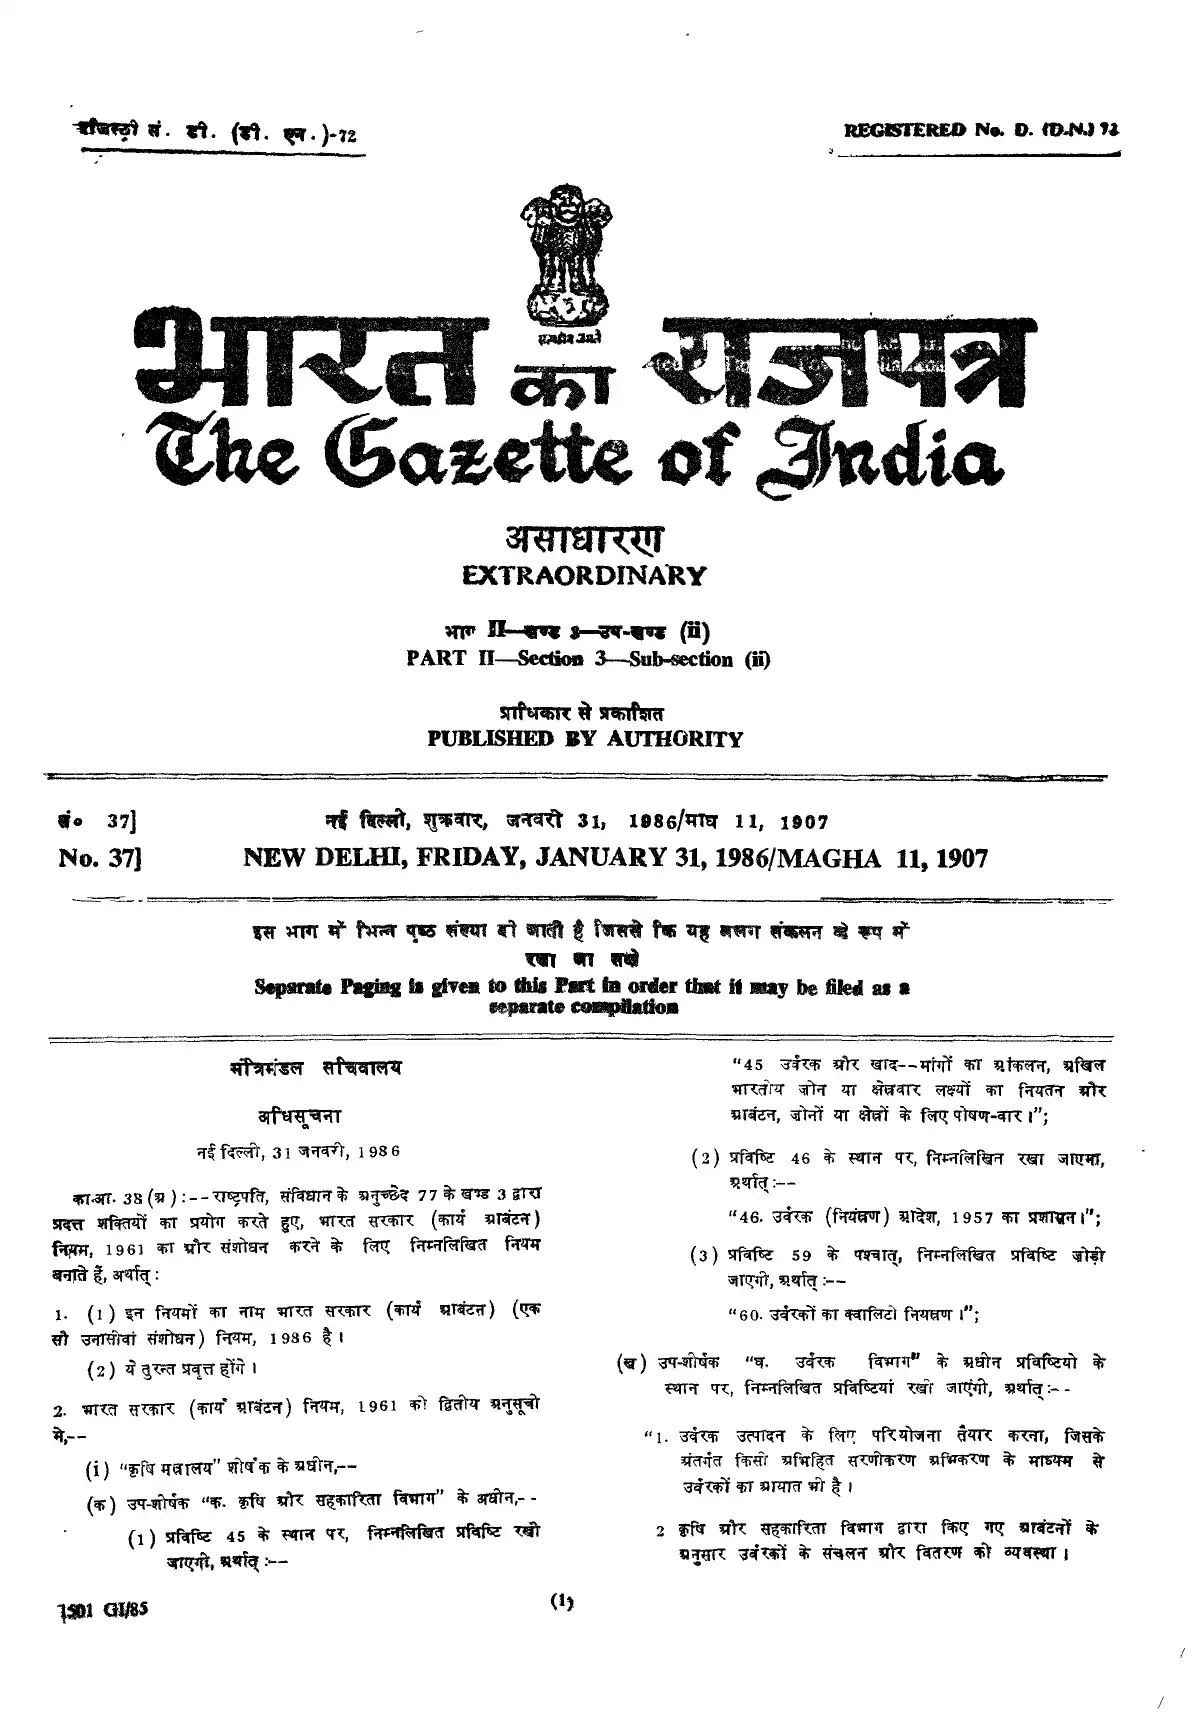 रजिस्ट्री सं. डी. (डी. एन.)-72
REGISTERED No. D. (D.N.) 72
सत्यमेव जयते
भारत का राजपत्र
The Gazette of India
असाधारण
EXTRAORDINARY
भाग II—खण्ड 3—उप-खण्ड (ii)
PART II—Section 3—Sub-section (ii)
प्राधिकार से प्रकाशित
PUBLISHED BY AUTHORITY
सं० 37]
नई दिल्ली, शुक्रवार, जनवरी 31, 1986/माघ 11, 1907
No. 37]
NEW DELHI, FRIDAY, JANUARY 31, 1986/MAGHA 11, 1907
इस भाग में भिन्न पृष्ठ संख्या दी जाती है जिससे कि यह अलग संकलन के रूप में
रखा जा सके
Separate Paging is given to this Part in order that it may be filed as a
separate compilation
मंत्रिमंडल सचिवालय
अधिसूचना
नई दिल्ली, 31 जनवरी, 1986
का.आ. 38 (अ) :--राष्ट्रपति, संविधान के अनुच्छेद 77 के खण्ड 3 द्वारा
प्रदत्त शक्तियों का प्रयोग करते हुए, भारत सरकार (कार्य आबंटन)
नियम, 1961 का और संशोधन करने के लिए निम्नलिखित नियम
बनाते हैं, अर्थात् :
1. (1) इन नियमों का नाम भारत सरकार (कार्य आबंटन) (एक
सौ उनासीवां संशोधन) नियम, 1986 है।
(2) ये तुरन्त प्रवृत्त होंगे।
2. भारत सरकार (कार्य आबंटन) नियम, 1961 की द्वितीय अनुसूची
में,--
(i) "कृषि मंत्रालय" शीर्षक के अधीन,--
(क) उप-शीर्षक "क. कृषि और सहकारिता विभाग" के अधीन,--
(1) प्रविष्टि 45 के स्थान पर, निम्नलिखित प्रविष्टि रखी
जाएगी, अर्थात् :--
"45 उर्वरक और खाद--मांगों का आंकलन, अखिल
भारतीय जोन या क्षेत्रवार लक्ष्यों का नियतन और
आबंटन, जोनों या क्षेत्रों के लिए पोषण-वार।";
(2) प्रविष्टि 46 के स्थान पर, निम्नलिखित रखा जाएगा,
अर्थात् :--
"46. उर्वरक (नियंत्रण) आदेश, 1957 का प्रशासन।";
(3) प्रविष्टि 59 के पश्चात्, निम्नलिखित प्रविष्टि जोड़ी
जाएगी, अर्थात् :--
"60. उर्वरकों का क्वालिटी नियंत्रण।";
(ख) उप-शीर्षक "घ. उर्वरक विभाग" के अधीन प्रविष्टियों के
स्थान पर, निम्नलिखित प्रविष्टियां रखी जाएंगी, अर्थात् :--
"1. उर्वरक उत्पादन के लिए परियोजना तैयार करना, जिसके
अंतर्गत किसी अभिहित सरणीकरण अभिकरण के माध्यम से
उर्वरकों का आयात भी है।
2 कृषि और सहकारिता विभाग द्वारा किए गए आबंटनों के
अनुसार उर्वरकों के संचलन और वितरण की व्यवस्था।
1501 GI/85
(1)